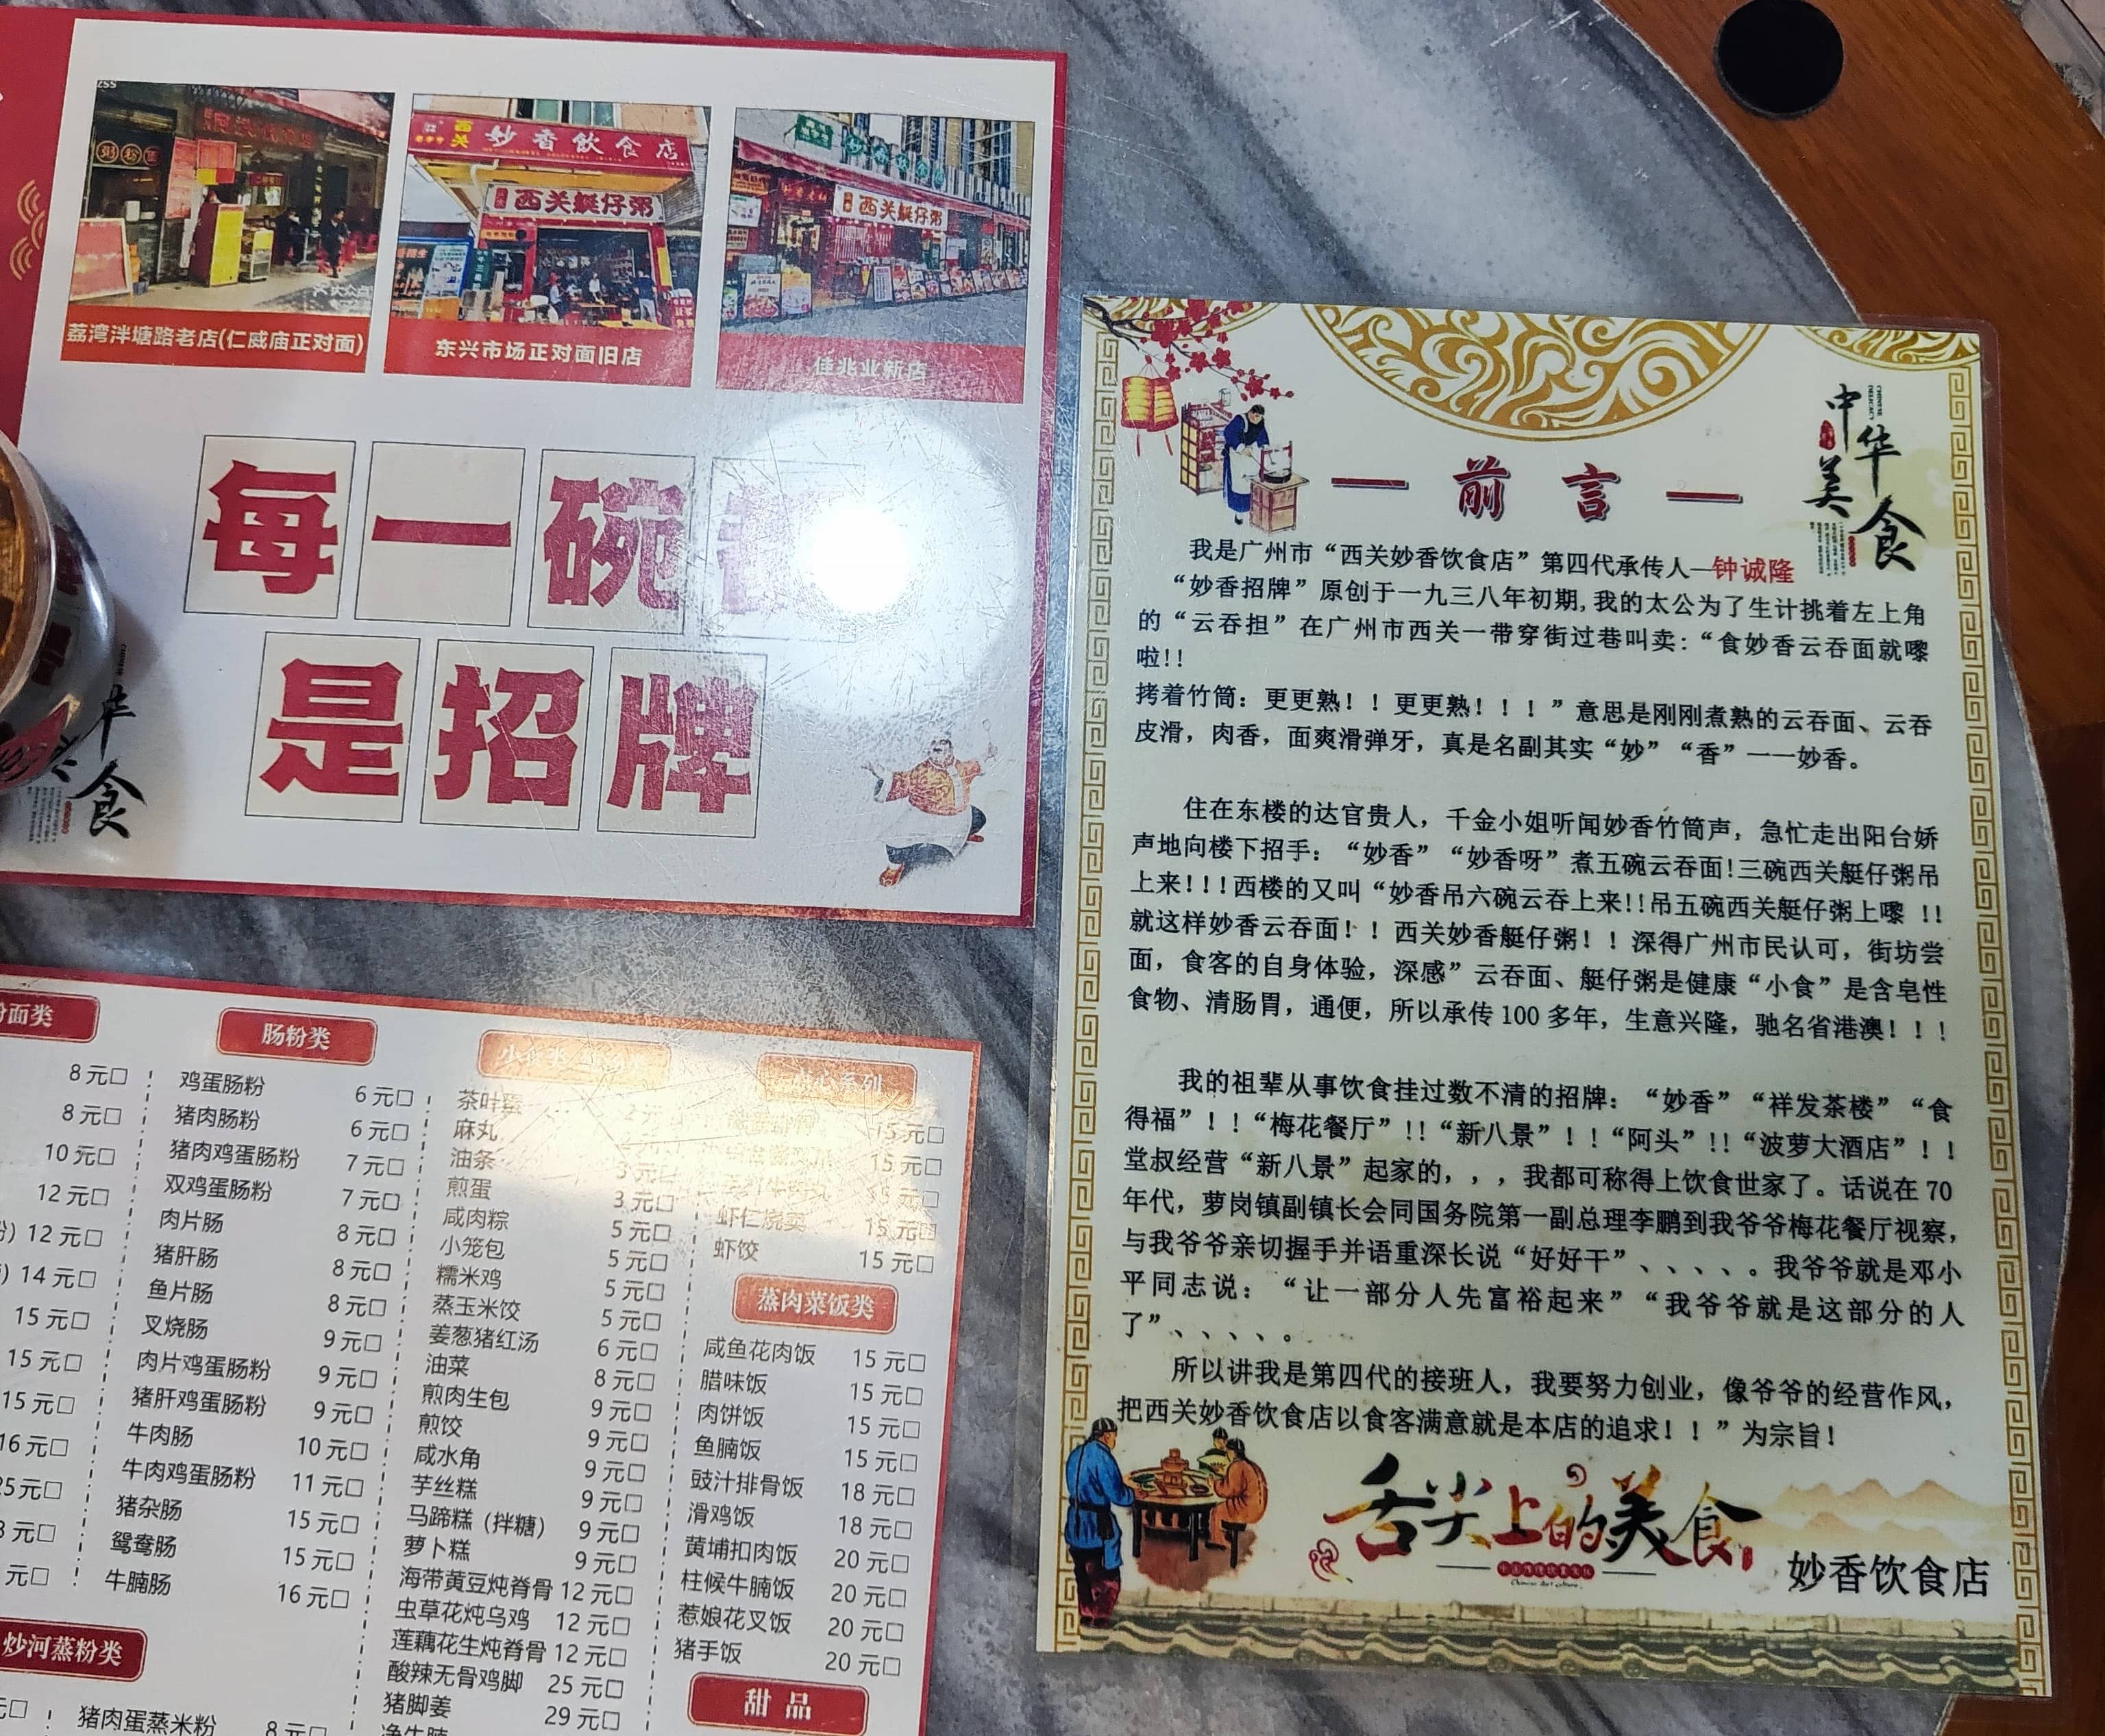 西关
妙香饮食店
西关艇仔粥
西关艇仔粥
荔湾泮塘路老店(仁威庙正对面)
东兴市场正对面旧店
佳兆业新店
每一碗
是招牌
华
食
中华美食
前言
我是广州市“西关妙香饮食店”第四代承传人—钟诚隆
“妙香招牌”原创于一九三八年初期,我的太公为了生计挑着左上角
的“云吞担”在广州市西关一带穿街过巷叫卖:“食妙香云吞面就嚟
啦!!
拷着竹筒：更更熟！！更更熟！！！”意思是刚刚煮熟的云吞面、云吞
皮滑，肉香，面爽滑弹牙，真是名副其实“妙”“香”——妙香。
住在东楼的达官贵人，千金小姐听闻妙香竹筒声，急忙走出阳台娇
声地向楼下招手：“妙香”“妙香呀”煮五碗云吞面!三碗西关艇仔粥吊
上来!!!西楼的又叫“妙香吊六碗云吞上来!!吊五碗西关艇仔粥上嚟 !!
就这样妙香云吞面！！西关妙香艇仔粥！！深得广州市民认可，街坊尝
面，食客的自身体验，深感”云吞面、艇仔粥是健康“小食”是含皂性
食物、清肠胃，通便，所以承传100多年，生意兴隆，驰名省港澳！！！
我的祖辈从事饮食挂过数不清的招牌：“妙香”“祥发茶楼”“食
得福”！！“梅花餐厅”!!“新八景”！！“阿头”!!“波萝大酒店”！！
堂叔经营“新八景”起家的，，，我都可称得上饮食世家了。话说在70
年代，萝岗镇副镇长会同国务院第一副总理李鹏到我爷爷梅花餐厅视察，
与我爷爷亲切握手并语重深长说“好好干”、、、、。我爷爷就是邓小
平同志说：“让一部分人先富裕起来”“我爷爷就是这部分的人
了”、、、、。
所以讲我是第四代的接班人，我要努力创业，像爷爷的经营作风，
把西关妙香饮食店以食客满意就是本店的追求！！”为宗旨！
舌尖上的美食
妙香饮食店
粉面类
8元□
8元□
10元□
12元□
12元□
14元□
15元□
15元□
15元□
16元□
25元□
元□
元□
肠粉类
鸡蛋肠粉 6元□
猪肉肠粉 6元□
猪肉鸡蛋肠粉 7元□
双鸡蛋肠粉 7元□
肉片肠 8元□
猪肝肠 8元□
鱼片肠 8元□
叉烧肠 9元□
肉片鸡蛋肠粉 9元□
猪肝鸡蛋肠粉 9元□
牛肉肠 10元□
牛肉鸡蛋肠粉 11元□
猪杂肠 15元□
鸳鸯肠 15元□
牛腩肠 16元□
炒河蒸粉类
猪肉蛋蒸米粉 8元□
茶叶蛋 2元
麻丸
油条 3元□
煎蛋 3元□
咸肉粽 5元□
小笼包 5元□
糯米鸡 5元□
蒸玉米饺 5元□
姜葱猪红汤 6元□
油菜 8元□
煎肉生包 9元□
煎饺 9元□
咸水角 9元□
芋丝糕 9元□
马蹄糕（拌糖） 9元□
萝卜糕 9元□
海带黄豆炖脊骨 12元□
虫草花炖乌鸡 12元□
莲藕花生炖脊骨 12元□
酸辣无骨鸡脚 25元□
猪脚姜 29元□
点心系列
15元□
15元□
15元□
虾仁烧卖 15元□
虾饺 15元□
蒸肉菜饭类
咸鱼花肉饭 15元□
腊味饭 15元□
肉饼饭 15元□
鱼腩饭 15元□
豉汁排骨饭 18元□
滑鸡饭 18元□
黄埔扣肉饭 20元□
柱候牛腩饭 20元□
惹娘花叉饭 20元□
猪手饭 20元□
甜品